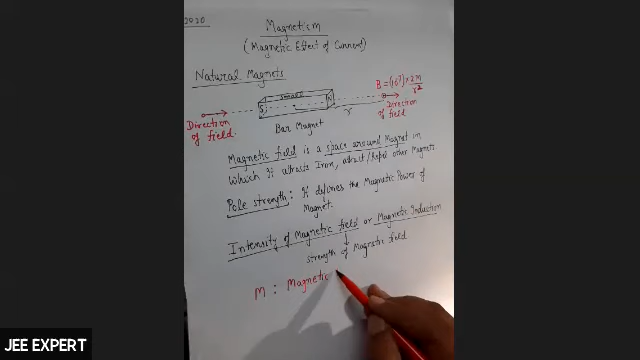 2020
Magnetism
(Magnetic Effect of Current)
Natural Magnets
B = (10⁻⁷) × 2M/r³
S
N
r
Direction of field.
Direction of field
Bar Magnet
Magnetic field is a space around Magnet in
which it attracts Iron, attract/Repel other Magnets
Pole strength : It defines the Magnetic Power of
Magnet.
Intensity of Magnetic field or Magnetic Induction
strength of Magnetic field
M : Magnetic
JEE EXPERT